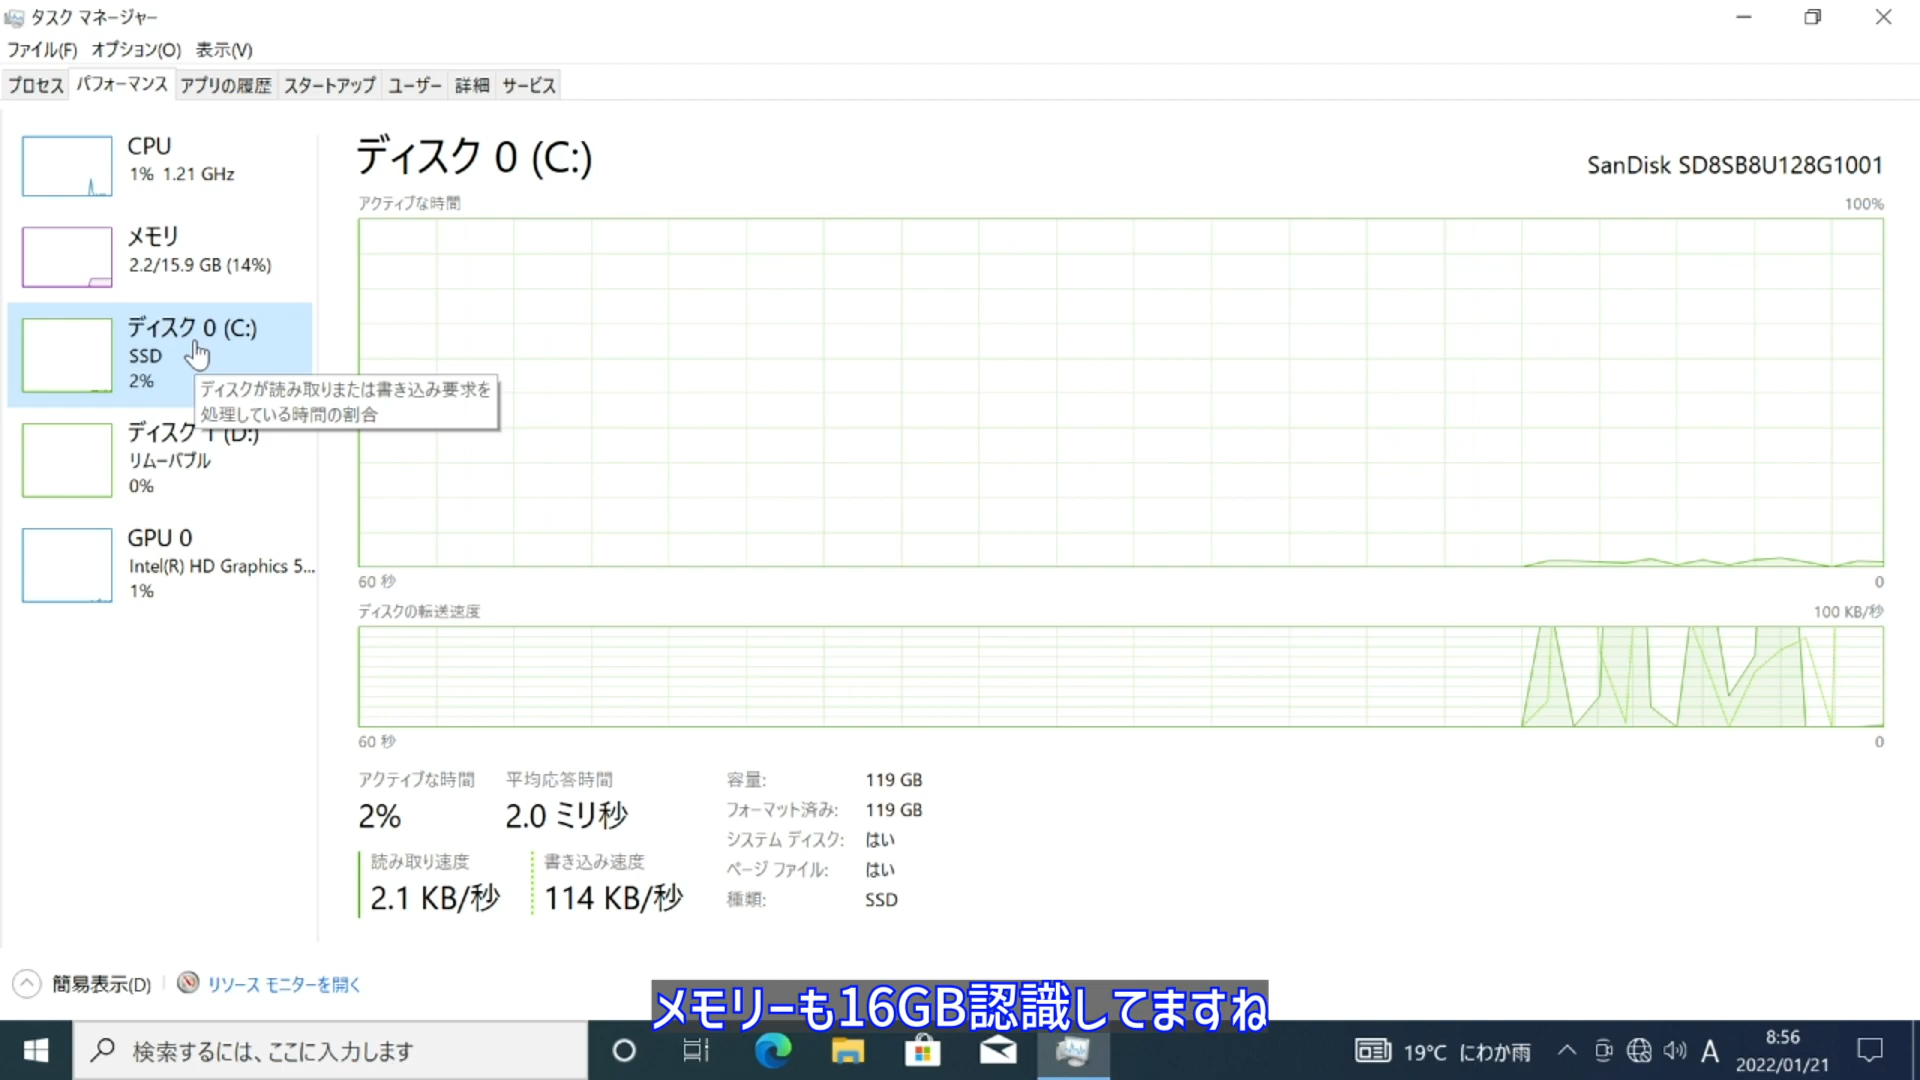 タスク マネージャー
ファイル(F) オプション(O) 表示(V)
プロセス パフォーマンス アプリの履歴 スタートアップ ユーザー 詳細 サービス
CPU
1% 1.21 GHz
メモリ
2.2/15.9 GB (14%)
ディスク 0 (C:)
SSD
2%
ディスクが読み取りまたは書き込み要求を
処理している時間の割合
ディスク 1 (D:)
リムーバブル
0%
GPU 0
Intel(R) HD Graphics 5...
1%
ディスク 0 (C:)
SanDisk SD8SB8U128G1001
アクティブな時間 100%
60 秒 0
ディスクの転送速度 100 KB/秒
60 秒 0
アクティブな時間 平均応答時間
2% 2.0 ミリ秒
読み取り速度 書き込み速度
2.1 KB/秒 114 KB/秒
容量: 119 GB
フォーマット済み: 119 GB
システム ディスク: はい
ページ ファイル: はい
種類: SSD
簡易表示(D) リソース モニターを開く
メモリーも16GB認識してますね
検索するには、ここに入力します
19°C にわか雨
A
8:56
2022/01/21